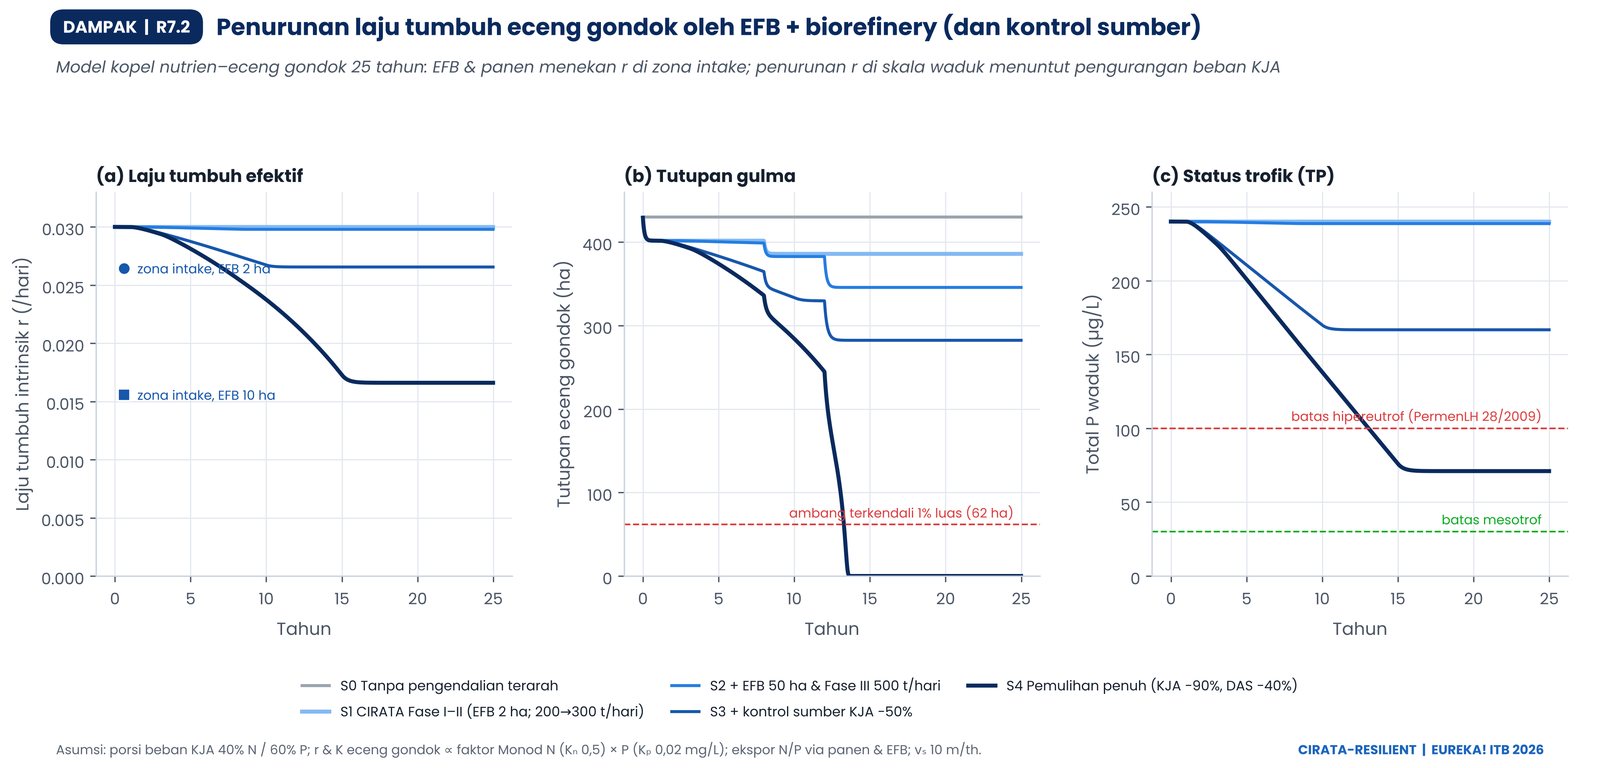 DAMPAK | R7.2
Penurunan laju tumbuh eceng gondok oleh EFB + biorefinery (dan kontrol sumber)
Model kopel nutrien–eceng gondok 25 tahun: EFB & panen menekan r di zona intake; penurunan r di skala waduk menuntut pengurangan beban KJA
(a) Laju tumbuh efektif
Laju tumbuh intrinsik r (/hari)
0.030
0.025
0.020
0.015
0.010
0.005
0.000
zona intake, EFB 2 ha
zona intake, EFB 10 ha
0 5 10 15 20 25
Tahun
(b) Tutupan gulma
Tutupan eceng gondok (ha)
400
300
200
100
0
ambang terkendali 1% luas (62 ha)
0 5 10 15 20 25
Tahun
(c) Status trofik (TP)
Total P waduk (µg/L)
250
200
150
100
50
0
batas hipereutrof (PermenLH 28/2009)
batas mesotrof
0 5 10 15 20 25
Tahun
S0 Tanpa pengendalian terarah
S1 CIRATA Fase I–II (EFB 2 ha; 200→300 t/hari)
S2 + EFB 50 ha & Fase III 500 t/hari
S3 + kontrol sumber KJA -50%
S4 Pemulihan penuh (KJA -90%, DAS -40%)
Asumsi: porsi beban KJA 40% N / 60% P; r & K eceng gondok ∝ faktor Monod N (Kₙ 0,5) × P (Kₚ 0,02 mg/L); ekspor N/P via panen & EFB; vₛ 10 m/th.
CIRATA-RESILIENT | EUREKA! ITB 2026